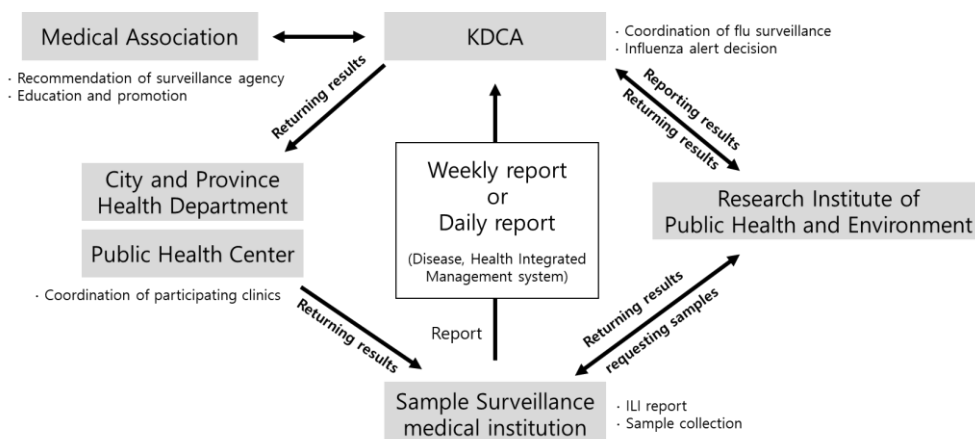 Medical Association
· Recommendation of surveillance agency
· Education and promotion
KDCA
· Coordination of flu surveillance
· Influenza alert decision
Returning results
Reporting results
Returning results
City and Province
Health Department
Public Health Center
· Coordination of participating clinics
Weekly report
or
Daily report
(Disease, Health Integrated
Management system)
Research Institute of
Public Health and Environment
Returning results
Report
Returning results
requesting samples
Sample Surveillance
medical institution
· ILI report
· Sample collection